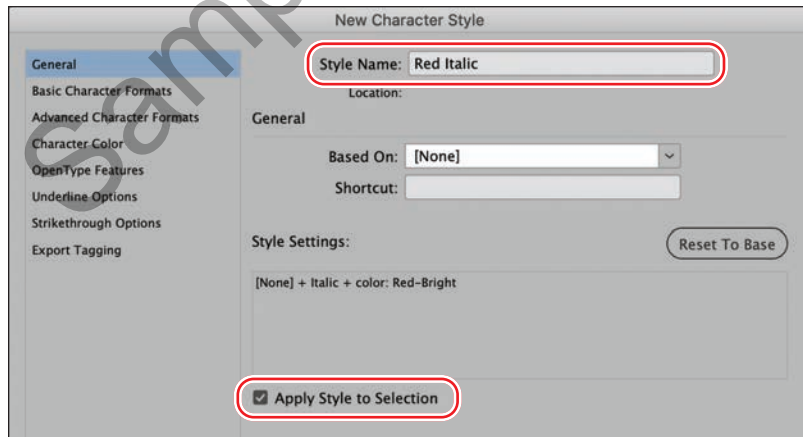 New Character Style
General
Basic Character Formats
Advanced Character Formats
Character Color
OpenType Features
Underline Options
Strikethrough Options
Export Tagging
Style Name: Red Italic
Location:
General
Based On: [None]
Shortcut:
Style Settings:
Reset To Base
[None] + Italic + color: Red-Bright
Apply Style to Selection
Sample